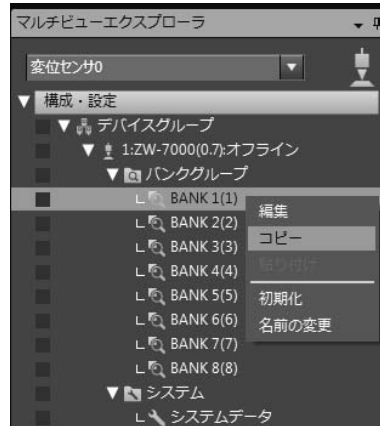 マルチビューエクスプローラ
変位センサ0
構成・設定
デバイスグループ
1:ZW-7000(0.7):オフライン
バンクグループ
BANK 1(1)
編集
BANK 2(2)
コピー
BANK 3(3)
貼り付け
BANK 4(4)
BANK 5(5)
初期化
BANK 6(6)
名前の変更
BANK 7(7)
BANK 8(8)
システム
システムデータ